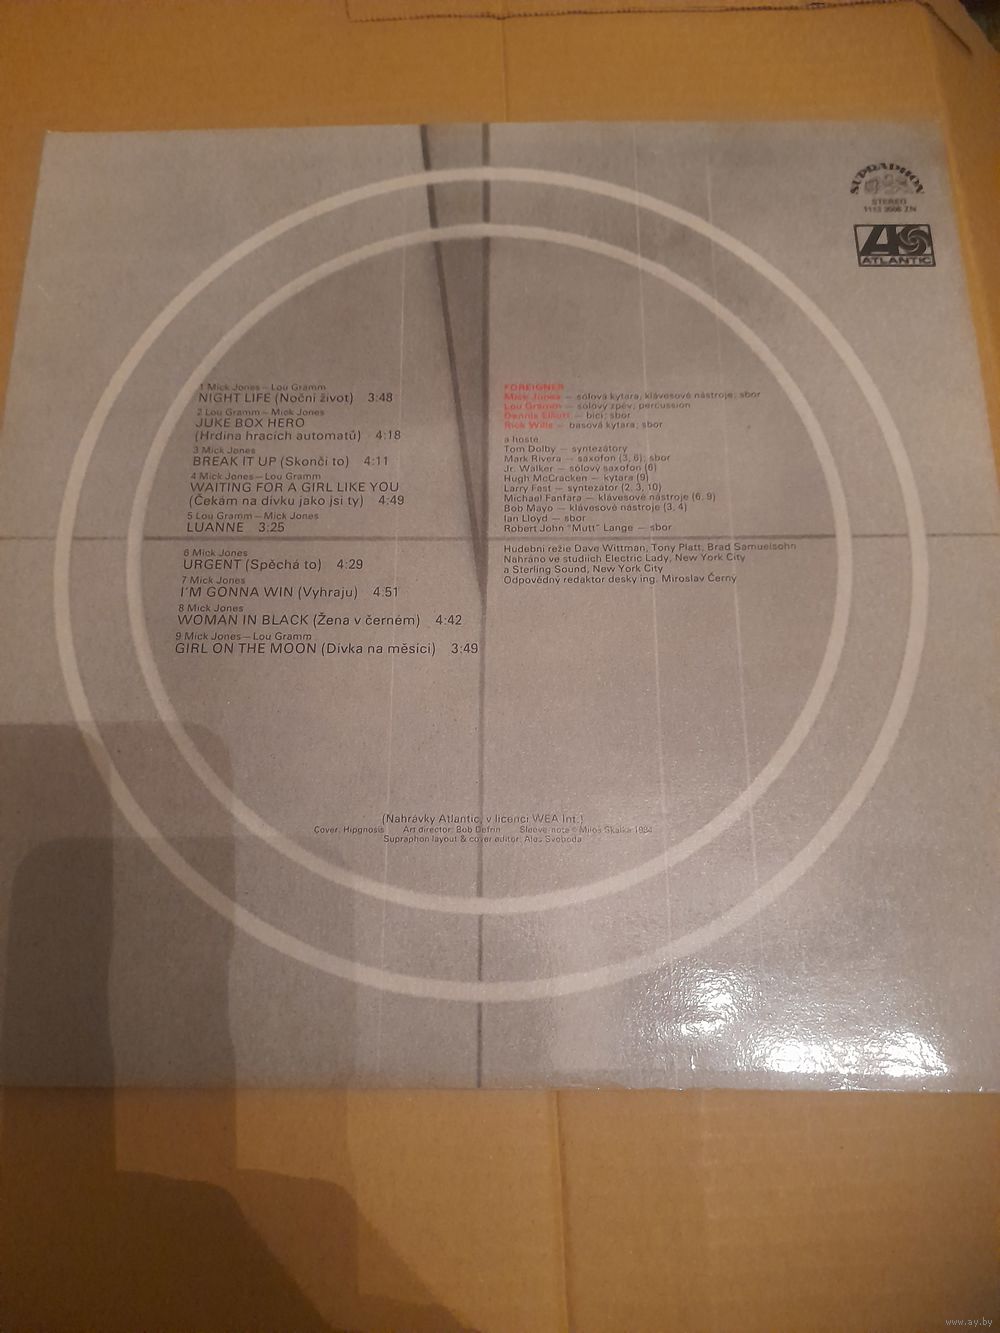 SUPRAPHON
STEREO
ATLANTIC
1 Mick Jones – Lou Gramm
NIGHT LIFE (Noční život) 3:48
2 Lou Gramm – Mick Jones
JUKE BOX HERO
(Hrdina hracích automatů) 4:18
3 Mick Jones
BREAK IT UP (Skonči to) 4:11
4 Mick Jones – Lou Gramm
WAITING FOR A GIRL LIKE YOU
(Čekám na dívku jako jsi ty) 4:49
5 Lou Gramm – Mick Jones
LUANNE 3:25
6 Mick Jones
URGENT (Spěchá to) 4:29
7 Mick Jones
I'M GONNA WIN (Vyhraju) 4:51
8 Mick Jones
WOMAN IN BLACK (Žena v černém) 4:42
9 Mick Jones – Lou Gramm
GIRL ON THE MOON (Dívka na měsíci) 3:49
FOREIGNER
Mick Jones – sólová kytara, klávesové nástroje; sbor
Lou Gramm – sólový zpěv, percussion
Dennis Elliott – bicí; sbor
Rick Wills – basová kytara; sbor
a hosté
Tom Dolby – syntezátory
Mark Rivera – saxofon (3, 6); sbor
Jr. Walker – sólový saxofon (6)
Hugh McCracken – kytara (9)
Larry Fast – syntezátor (2, 3, 10)
Michael Fanfara – klávesové nástroje (6, 9)
Bob Mayo – klávesové nástroje (3, 4)
Ian Lloyd – sbor
Robert John "Mutt" Lange – sbor
Hudební režie Dave Wittman, Tony Platt, Brad Samuelsohn
Nahráno ve studiích Electric Lady, New York City
a Sterling Sound, New York City
Odpovědný redaktor desky ing. Miroslav Černý
(Nahrávky Atlantic, v licenci WEA Int.)
Cover: Hipgnosis Art director: Bob Defrin Sleeve-note © Miloš Skalka 1984
Supraphon layout & cover editor: Aleš Svoboda
www.ay.by